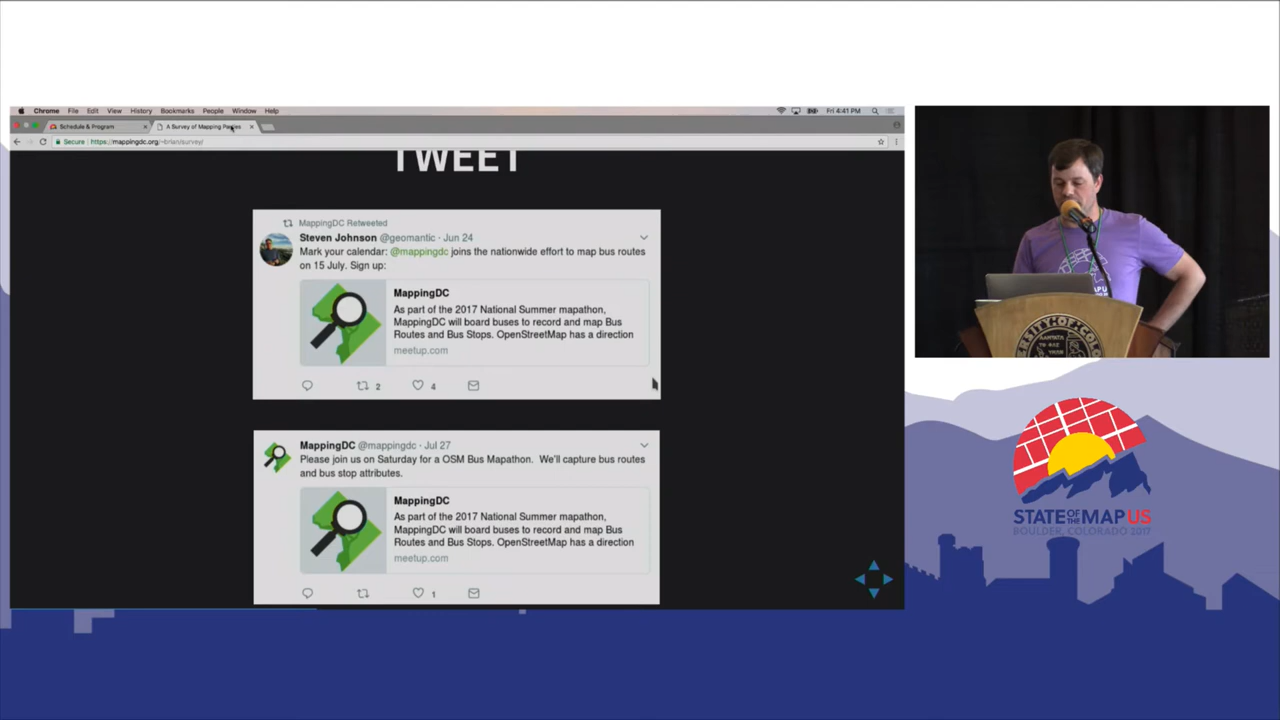 Chrome File Edit View History Bookmarks People Window Help
Fri 4:41 PM
Schedule & Program
A Survey of Mapping Parties
Secure https://mappingdc.org/~brian/survey/
TWEET
MappingDC Retweeted
Steven Johnson @geomantic · Jun 24
Mark your calendar: @mappingdc joins the nationwide effort to map bus routes
on 15 July. Sign up:
MappingDC
As part of the 2017 National Summer mapathon,
MappingDC will board buses to record and map Bus
Routes and Bus Stops. OpenStreetMap has a direction
meetup.com
2
4
MappingDC @mappingdc · Jul 27
Please join us on Saturday for a OSM Bus Mapathon. We'll capture bus routes
and bus stop attributes.
MappingDC
As part of the 2017 National Summer mapathon,
MappingDC will board buses to record and map Bus
Routes and Bus Stops. OpenStreetMap has a direction
meetup.com
1
STATE OF THE MAP US
BOULDER, COLORADO 2017